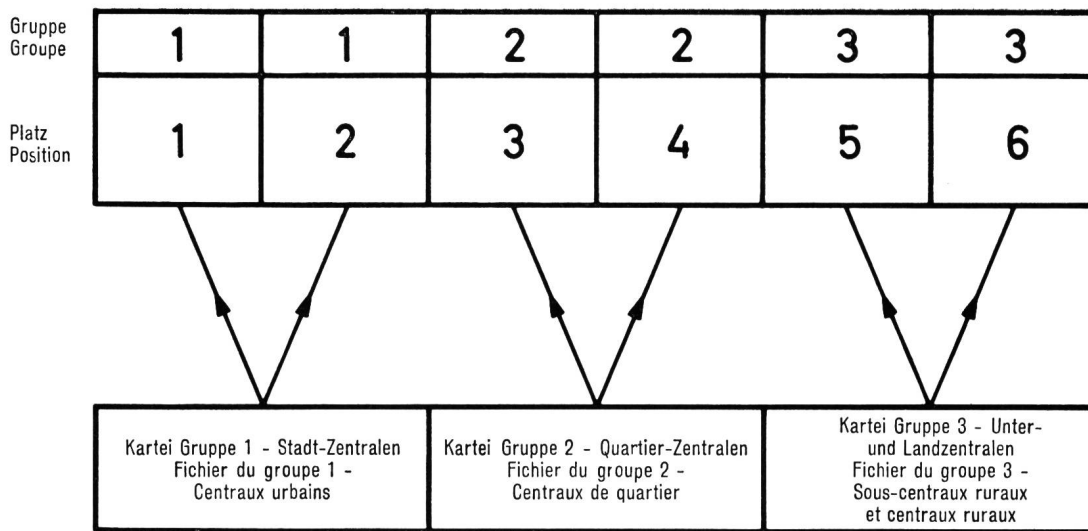 Gruppe
Groupe
1 1 2 2 3 3
Platz
Position
1 2 3 4 5 6
Kartei Gruppe 1 - Stadt-Zentralen
Fichier du groupe 1 -
Centraux urbains
Kartei Gruppe 2 - Quartier-Zentralen
Fichier du groupe 2 -
Centraux de quartier
Kartei Gruppe 3 - Unter-
und Landzentralen
Fichier du groupe 3 -
Sous-centraux ruraux
et centraux ruraux